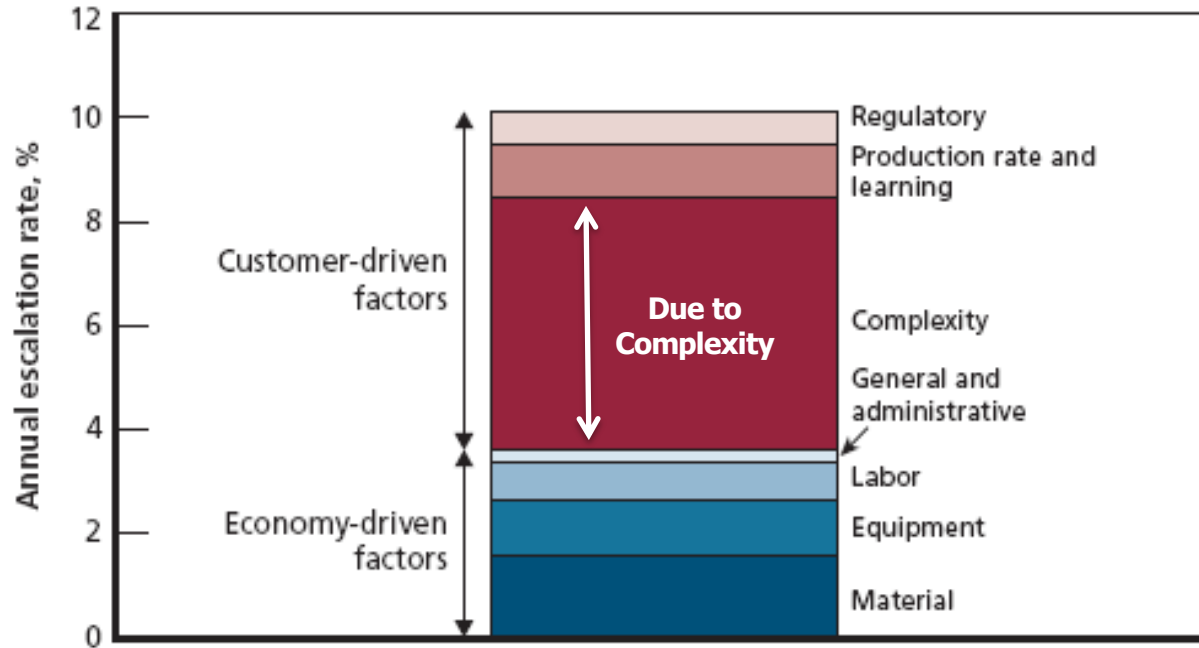 Annual escalation rate, %
12
10
8
6
4
2
0
Customer-driven
factors
Economy-driven
factors
Due to
Complexity
Regulatory
Production rate and
learning
Complexity
General and
administrative
Labor
Equipment
Material